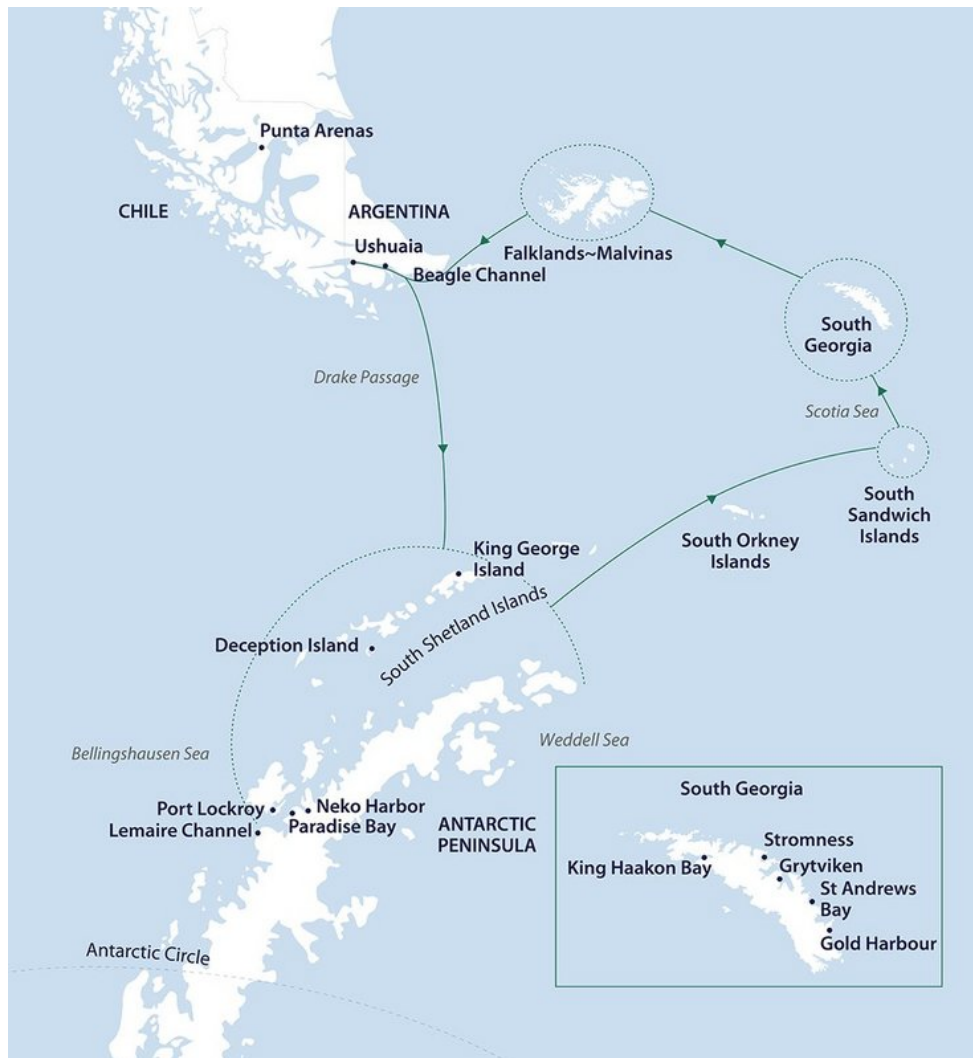 Punta Arenas
CHILE
ARGENTINA
Ushuaia
Beagle Channel
Falklands~Malvinas
South
Georgia
Drake Passage
Scotia Sea
South
Sandwich
Islands
South Orkney
Islands
King George
Island
South Shetland Islands
Deception Island
Bellingshausen Sea
Weddell Sea
Port Lockroy
Neko Harbor
Lemaire Channel
Paradise Bay
ANTARCTIC
PENINSULA
Antarctic Circle
South Georgia
Stromness
King Haakon Bay
Grytviken
St Andrews
Bay
Gold Harbour